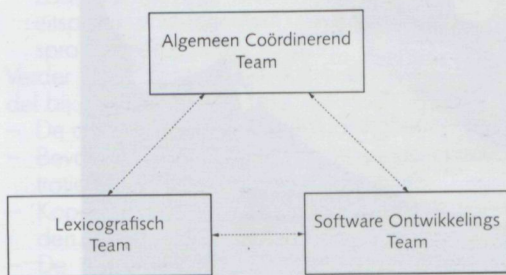 Algemeen Coördinerend
Team
Lexicografisch
Team
Software Ontwikkelings
Team